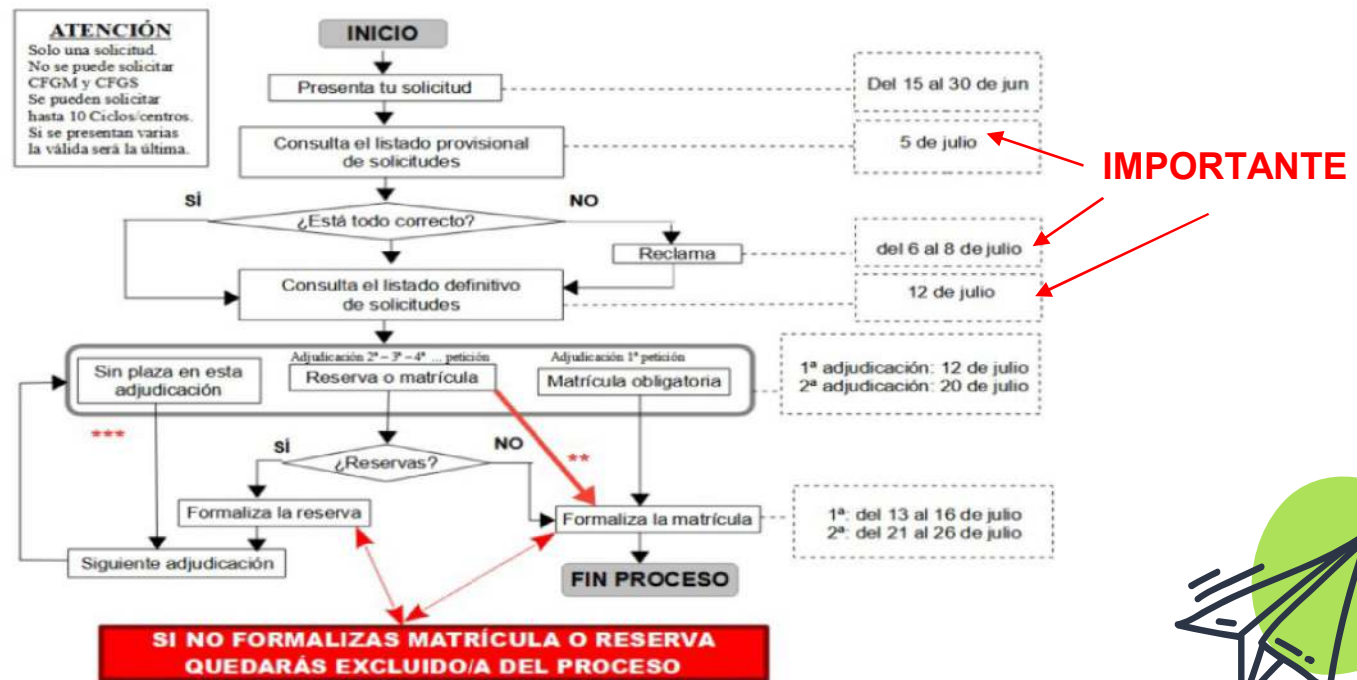 ATENCIÓN
Solo una solicitud.
No se puede solicitar
CFGM y CFGS
Se pueden solicitar
hasta 10 Ciclos/centros.
Si se presentan varias
la válida será la última.
INICIO
Presenta tu solicitud
Del 15 al 30 de jun
Consulta el listado provisional
de solicitudes
5 de julio
IMPORTANTE
SÍ
NO
¿Está todo correcto?
Reclama
del 6 al 8 de julio
Consulta el listado definitivo
de solicitudes
12 de julio
Sin plaza en esta
adjudicación
Adjudicación 2ª – 3ª – 4ª ... petición
Reserva o matrícula
Adjudicación 1ª petición
Matrícula obligatoria
1ª adjudicación: 12 de julio
2ª adjudicación: 20 de julio
***
SÍ
NO
**
¿Reservas?
Formaliza la reserva
Formaliza la matrícula
1ª: del 13 al 16 de julio
2ª: del 21 al 26 de julio
Siguiente adjudicación
FIN PROCESO
SI NO FORMALIZAS MATRÍCULA O RESERVA
QUEDARÁS EXCLUIDO/A DEL PROCESO